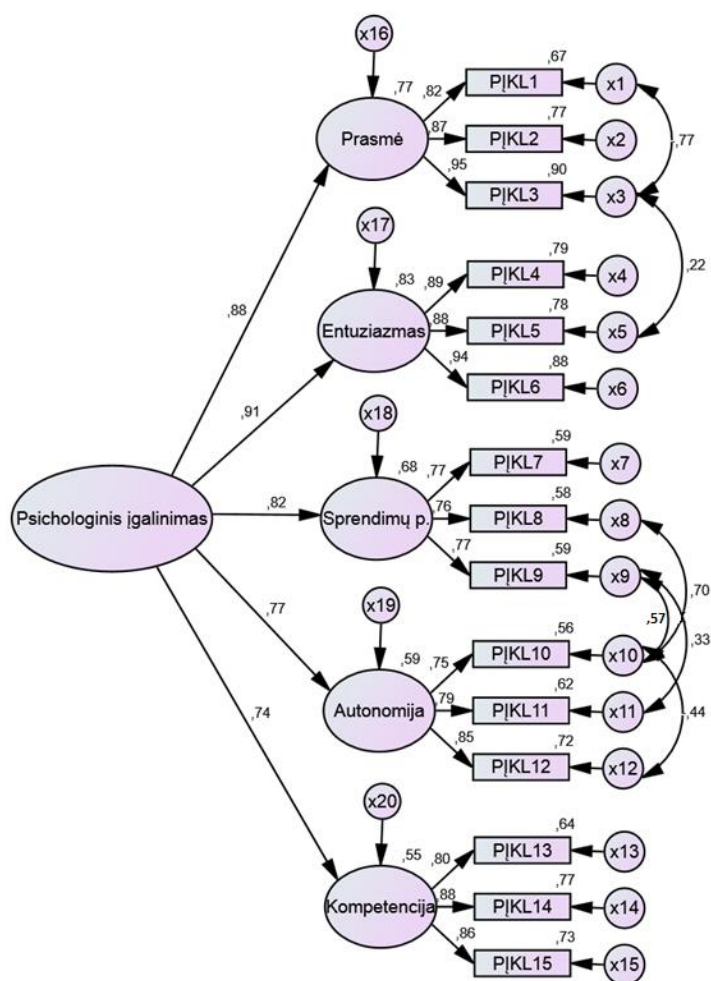 x16
,77
Prasmė
,82
,87
,95
,67
PĮKL1
x1
,77
PĮKL2
x2
-,77
,90
PĮKL3
x3
x17
,83
Entuziazmas
,89
,88
,94
,79
PĮKL4
x4
,22
,78
PĮKL5
x5
,88
PĮKL6
x6
,88
,91
,82
,77
,74
Psichologinis įgalinimas
x18
,68
Sprendimų p.
,77
,76
,77
,59
PĮKL7
x7
,58
PĮKL8
x8
,59
PĮKL9
x9
,70
,57
,33
x19
,59
Autonomija
,75
,79
,85
,56
PĮKL10
x10
,62
PĮKL11
x11
-,44
,72
PĮKL12
x12
x20
,55
Kompetencija
,80
,88
,86
,64
PĮKL13
x13
,77
PĮKL14
x14
,73
PĮKL15
x15